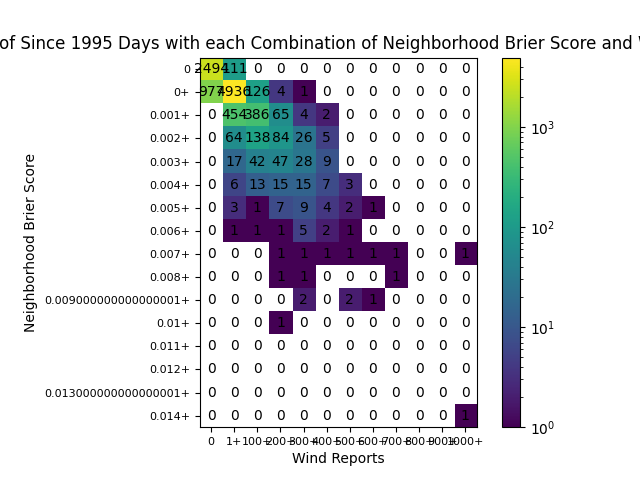 of Since 1995 Days with each Combination of Neighborhood Brier Score and
Neighborhood Brier Score
0 2494 111 0 0 0 0 0 0 0 0 0 0
0+ 977 4936 126 4 1 0 0 0 0 0 0 0
0.001+ 0 454 386 65 4 2 0 0 0 0 0 0
0.002+ 0 64 138 84 26 5 0 0 0 0 0 0
0.003+ 0 17 42 47 28 9 0 0 0 0 0 0
0.004+ 0 6 13 15 15 7 3 0 0 0 0 0
0.005+ 0 3 1 7 9 4 2 1 0 0 0 0
0.006+ 0 1 1 1 5 2 1 0 0 0 0 0
0.007+ 0 0 0 1 1 1 1 1 1 0 0 1
0.008+ 0 0 0 1 1 0 0 0 1 0 0 0
0.009000000000000001+ 0 0 0 0 2 0 2 1 0 0 0 0
0.01+ 0 0 0 1 0 0 0 0 0 0 0 0
0.011+ 0 0 0 0 0 0 0 0 0 0 0 0
0.012+ 0 0 0 0 0 0 0 0 0 0 0 0
0.013000000000000001+ 0 0 0 0 0 0 0 0 0 0 0 0
0.014+ 0 0 0 0 0 0 0 0 0 0 0 1
0 1+ 100+ 200+ 300+ 400+ 500+ 600+ 700+ 800+ 900+ 1000+
Wind Reports
10³
10²
10¹
10⁰